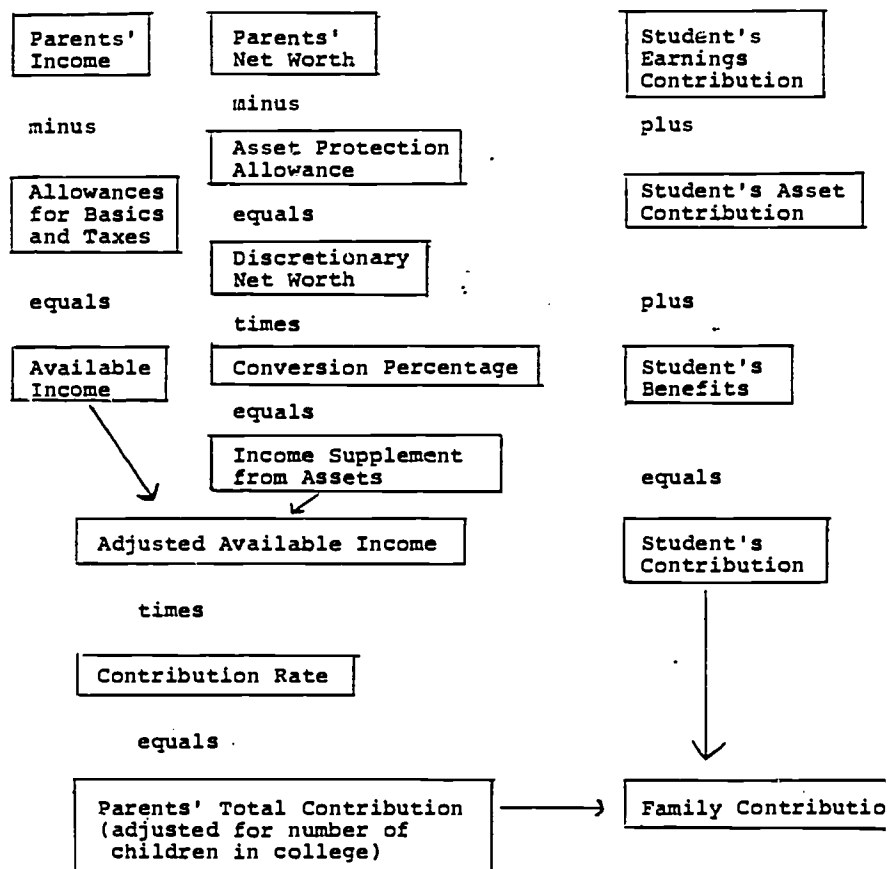 Parents'
Income
minus
Allowances
for Basics
and Taxes
equals
Available
Income
Parents'
Net Worth
minus
Asset Protection
Allowance
equals
Discretionary
Net Worth
times
Conversion Percentage
equals
Income Supplement
from Assets
Adjusted Available Income
times
Contribution Rate
equals
Parents' Total Contribution
(adjusted for number of
children in college)
Student's
Earnings
Contribution
plus
Student's Asset
Contribution
plus
Student's
Benefits
equals
Student's
Contribution
Family Contributio